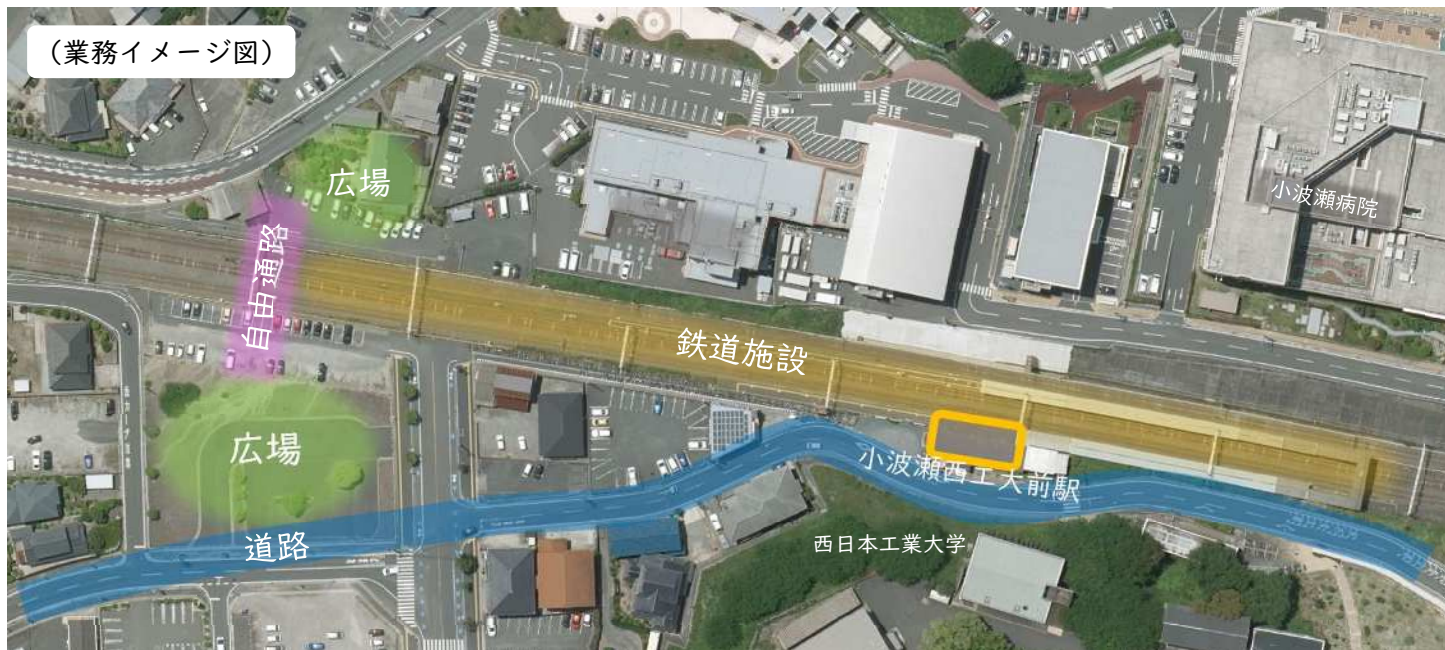 （業務イメージ図）
広場
小波瀬病院
自由通路
鉄道施設
広場
小波瀬西工大前駅
道路
西日本工業大学